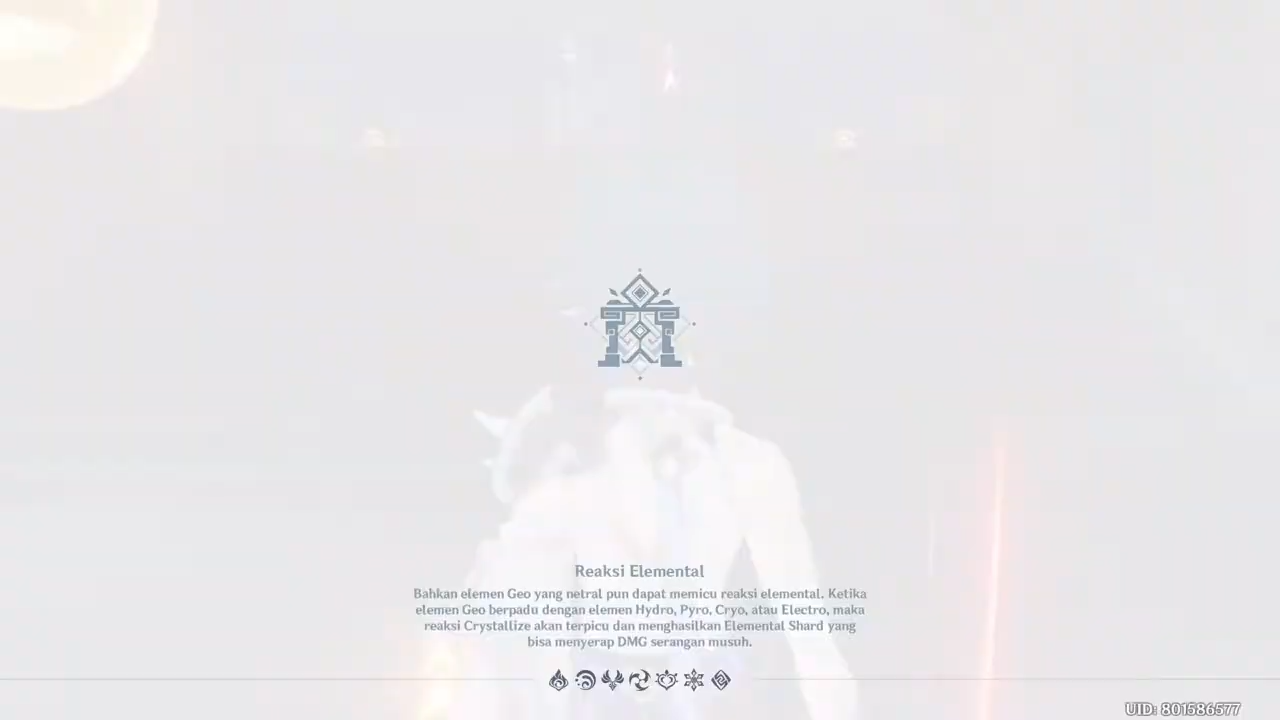 Reaksi Elemental
Bahkan elemen Geo yang netral pun dapat memicu reaksi elemental. Ketika
elemen Geo berpadu dengan elemen Hydro, Pyro, Cryo, atau Electro, maka
reaksi Crystallize akan terpicu dan menghasilkan Elemental Shard yang
bisa menyerap DMG serangan musuh.
UID: 801586577